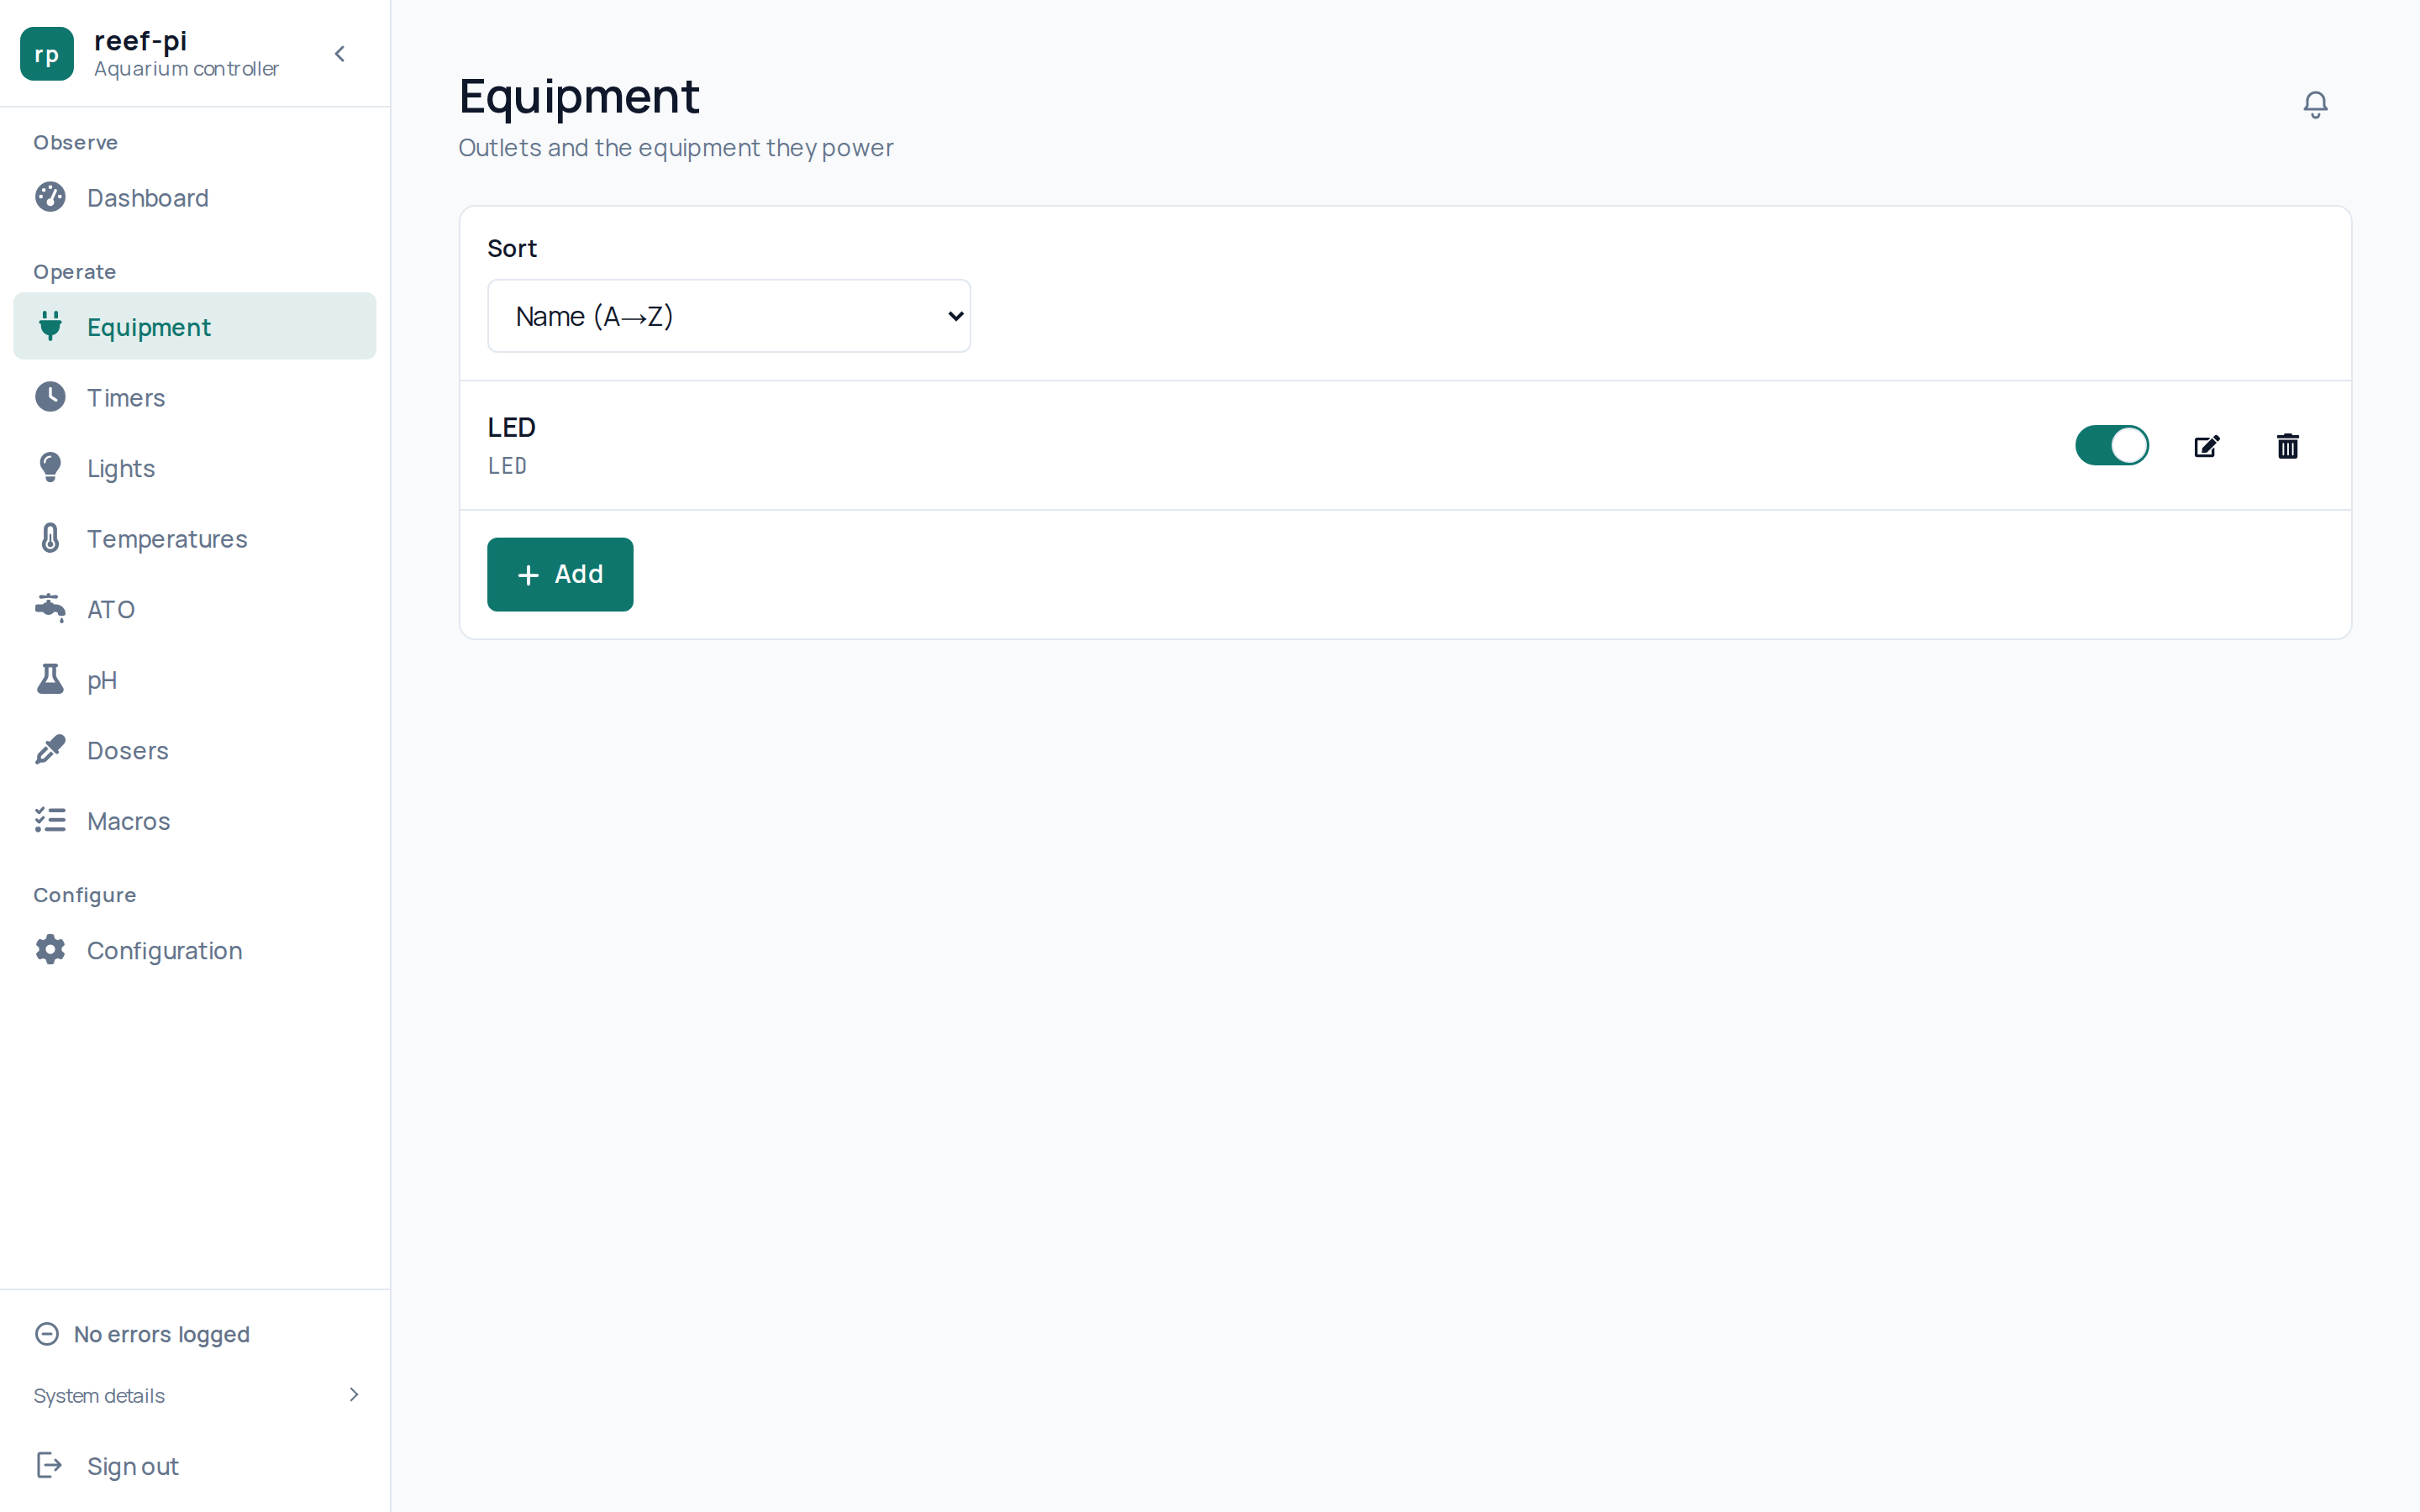 rp
reef-pi
Aquarium controller
Observe
Dashboard
Operate
Equipment
Timers
Lights
Temperatures
ATO
pH
Dosers
Macros
Configure
Configuration
No errors logged
System details
Sign out
Equipment
Outlets and the equipment they power
Sort
Name (A→Z)
LED
LED
+ Add